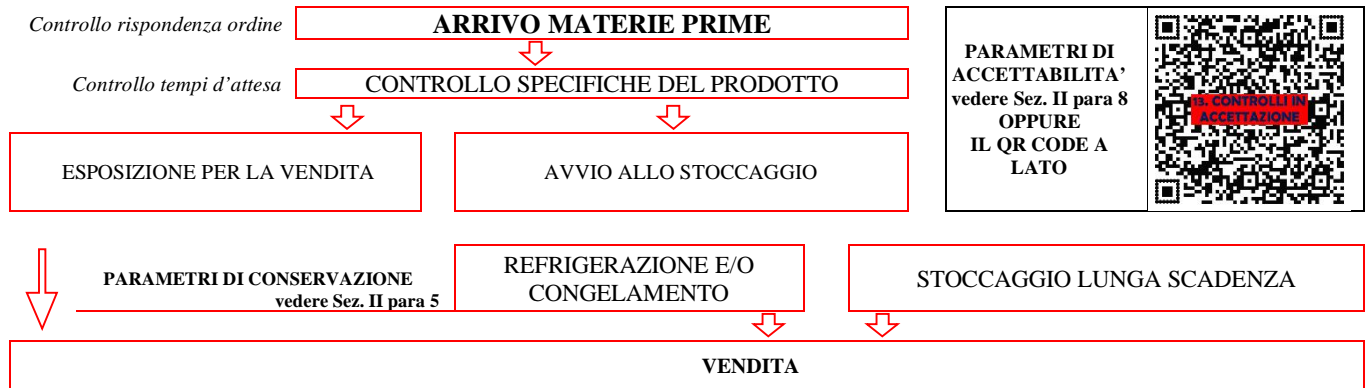 Controllo rispondenza ordine
ARRIVO MATERIE PRIME
Controllo tempi d'attesa
CONTROLLO SPECIFICHE DEL PRODOTTO
PARAMETRI DI
ACCETTABILITA'
vedere Sez. II para 8
OPPURE
IL QR CODE A
LATO
13. CONTROLLI IN
ACCETTAZIONE
ESPOSIZIONE PER LA VENDITA
AVVIO ALLO STOCCAGGIO
PARAMETRI DI CONSERVAZIONE
vedere Sez. II para 5
REFRIGERAZIONE E/O
CONGELAMENTO
STOCCAGGIO LUNGA SCADENZA
VENDITA